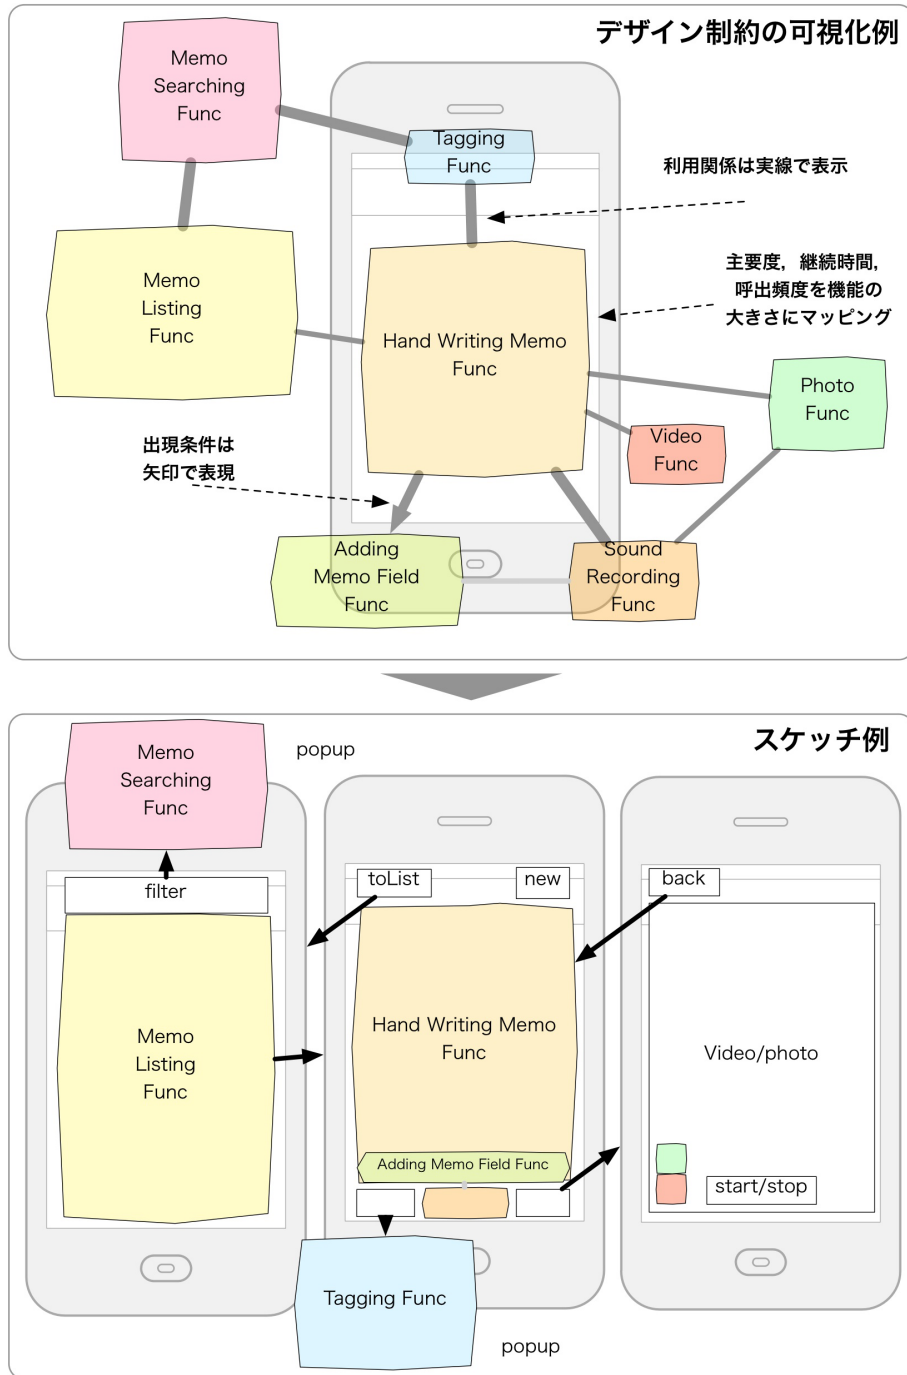 デザイン制約の可視化例
Memo
Searching
Func
Tagging
Func
利用関係は実線で表示
Memo
Listing
Func
主要度，継続時間，
呼出頻度を機能の
大きさにマッピング
Hand Writing Memo
Func
Photo
Func
Video
Func
出現条件は
矢印で表現
Adding
Memo Field
Func
Sound
Recording
Func
スケッチ例
Memo
Searching
Func
popup
filter
toList
new
back
Memo
Listing
Func
Hand Writing Memo
Func
Video/photo
Adding Memo Field Func
start/stop
Tagging Func
popup